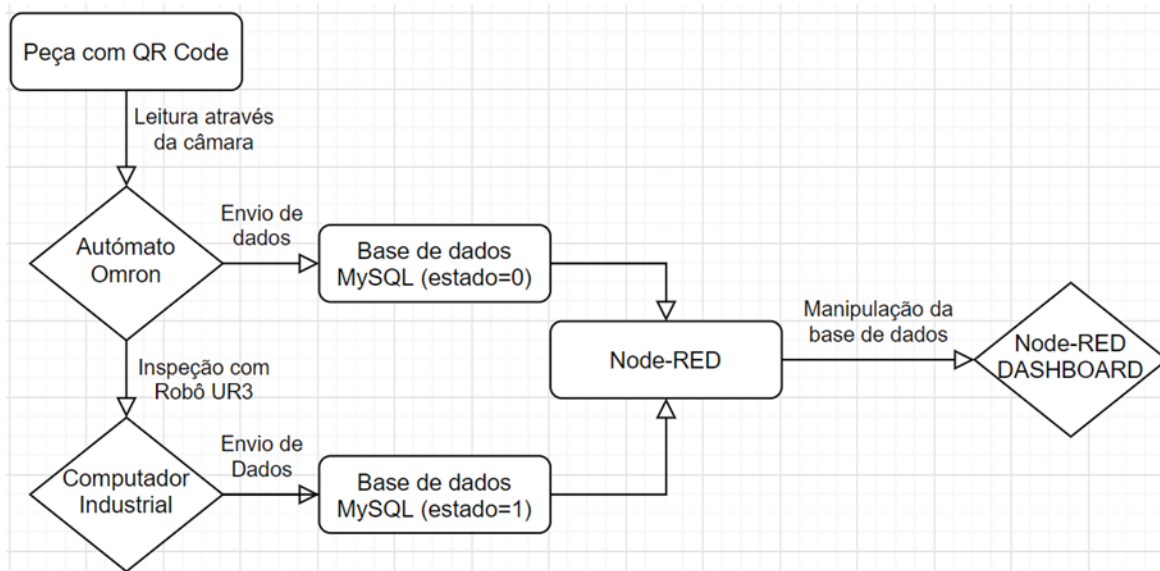 Peça com QR Code
Leitura através
da câmara
Autómato
Omron
Envio de
dados
Base de dados
MySQL (estado=0)
Inspeção com
Robô UR3
Computador
Industrial
Envio de
Dados
Base de dados
MySQL (estado=1)
Node-RED
Manipulação da
base de dados
Node-RED
DASHBOARD